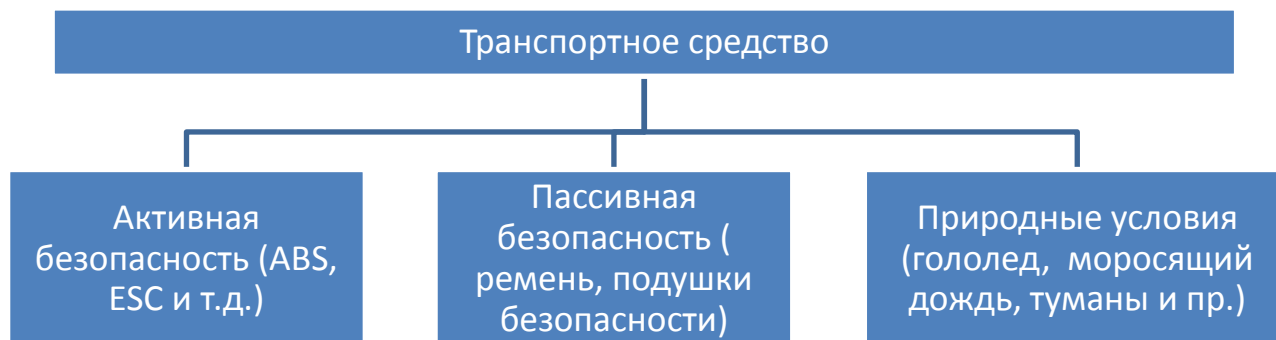 Транспортное средство
Активная
безопасность (ABS,
ESC и т.д.)
Пассивная
безопасность (
ремень, подушки
безопасности)
Природные условия
(гололед, моросящий
дождь, туманы и пр.)